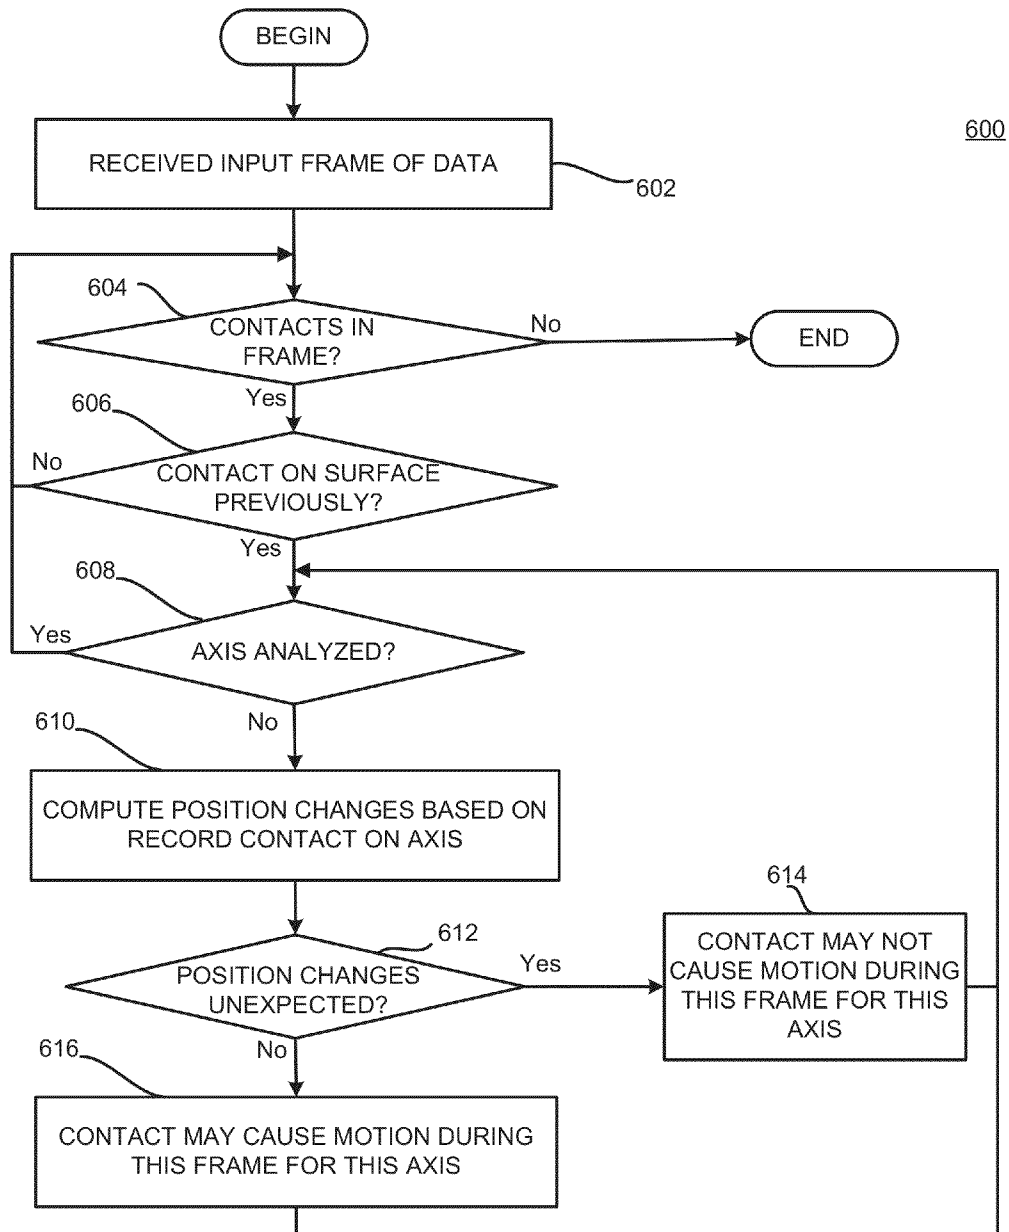 BEGIN
600
RECEIVED INPUT FRAME OF DATA
602
604
CONTACTS IN
FRAME?
No
END
Yes
606
No
CONTACT ON SURFACE
PREVIOUSLY?
Yes
608
Yes
AXIS ANALYZED?
No
610
COMPUTE POSITION CHANGES BASED ON
RECORD CONTACT ON AXIS
612
POSITION CHANGES
UNEXPECTED?
Yes
614
CONTACT MAY NOT
CAUSE MOTION DURING
THIS FRAME FOR THIS
AXIS
No
616
CONTACT MAY CAUSE MOTION DURING
THIS FRAME FOR THIS AXIS